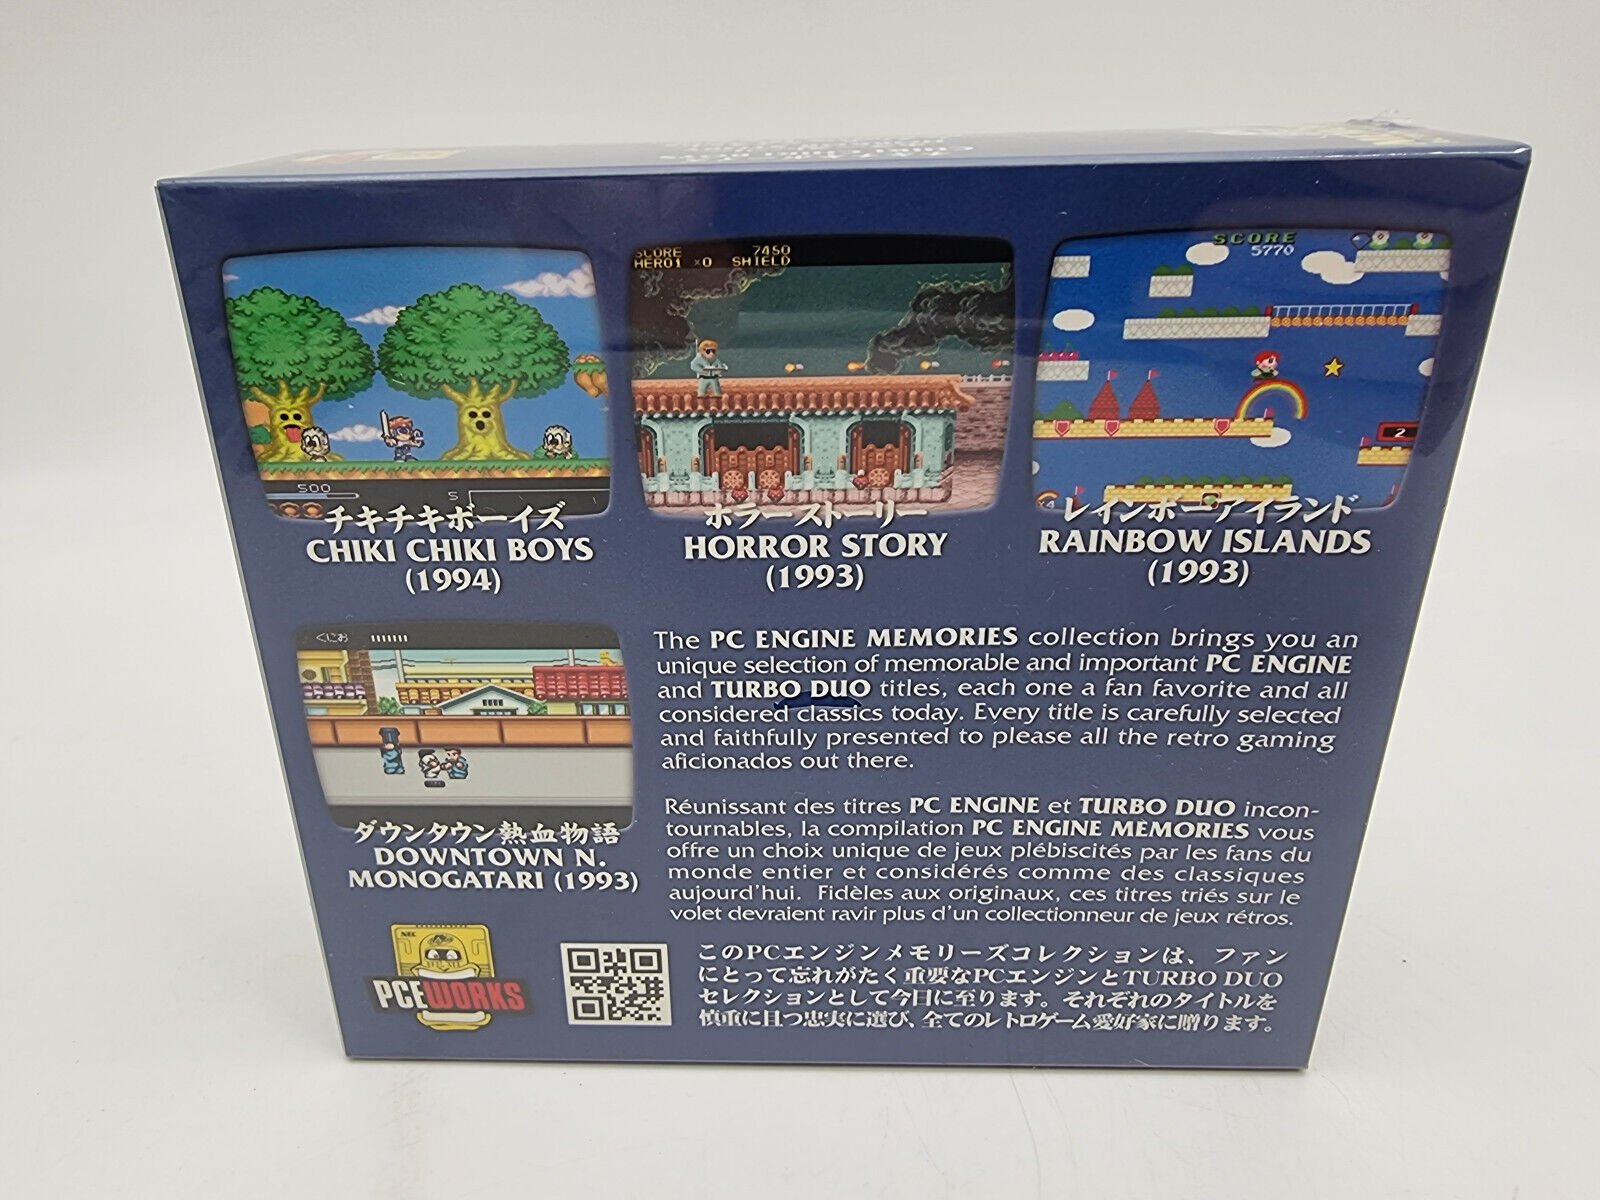 SCORE 7450
HERO1 ×0 SHIELD
SCORE
5770
2
500
S
チキチキボーイズ
CHIKI CHIKI BOYS
(1994)
ホラーストーリー
HORROR STORY
(1993)
レインボーアイランド
RAINBOW ISLANDS
(1993)
くにお
ダウンタウン熱血物語
DOWNTOWN N.
MONOGATARI (1993)
The PC ENGINE MEMORIES collection brings you an
unique selection of memorable and important PC ENGINE
and TURBO DUO titles, each one a fan favorite and all
considered classics today. Every title is carefully selected
and faithfully presented to please all the retro gaming
aficionados out there.
Réunissant des titres PC ENGINE et TURBO DUO incon-
tournables, la compilation PC ENGINE MÈMORIES vous
offre un choix unique de jeux plébiscités par les fans du
monde entier et considérés comme des classiques
aujourd'hui. Fidèles aux originaux, ces titres triés sur le
volet devraient ravir plus d'un collectionneur de jeux rétros.
NEC
PCEWORKS
このPCエンジンメモリーズコレクションは、ファン
にとって忘れがたく重要なPCエンジンとTURBO DUO
セレクションとして今日に至ります。それぞれのタイトルを
慎重に且つ忠実に選び、全てのレトロゲーム愛好家に贈ります。